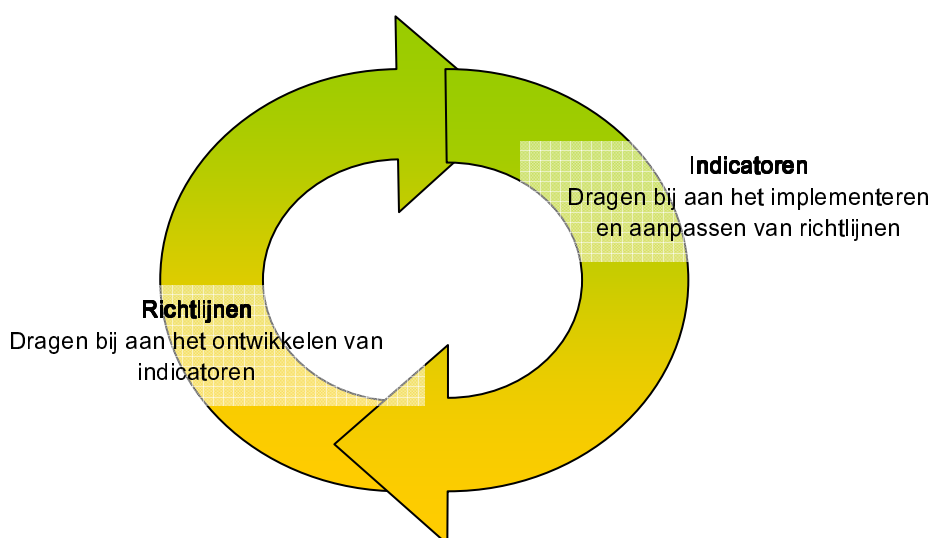 Indicatoren
Dragen bij aan het implementeren
en aanpassen van richtlijnen
Richtlijnen
Dragen bij aan het ontwikkelen van
indicatoren